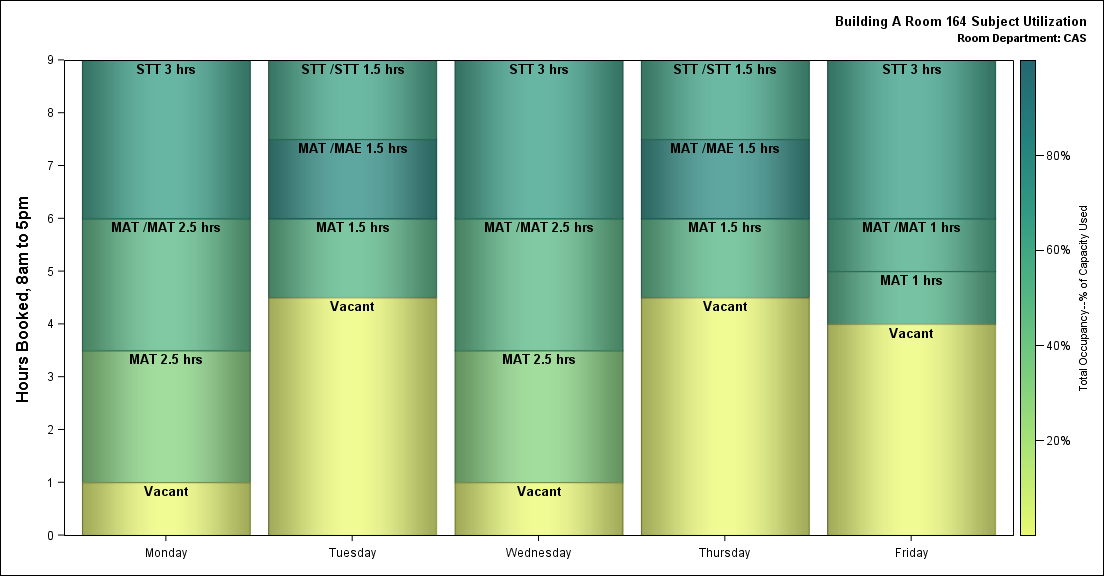 Building A Room 164 Subject Utilization
Room Department: CAS
Hours Booked, 8am to 5pm
9
8
7
6
5
4
3
2
1
0
STT 3 hrs
MAT /MAT 2.5 hrs
MAT 2.5 hrs
Vacant
Monday
STT /STT 1.5 hrs
MAT /MAE 1.5 hrs
MAT 1.5 hrs
Vacant
Tuesday
STT 3 hrs
MAT /MAT 2.5 hrs
MAT 2.5 hrs
Vacant
Wednesday
STT /STT 1.5 hrs
MAT /MAE 1.5 hrs
MAT 1.5 hrs
Vacant
Thursday
STT 3 hrs
MAT /MAT 1 hrs
MAT 1 hrs
Vacant
Friday
80%
60%
40%
20%
Total Occupancy--% of Capacity Used